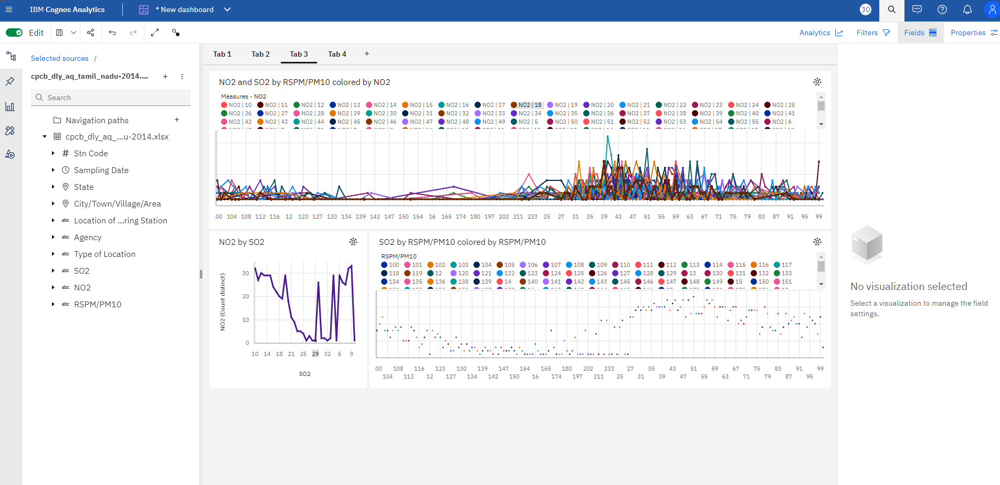 IBM Cognos Analytics
* New dashboard
30
Edit
Analytics
Filters
Fields
Properties
Selected sources /
cpcb_dly_aq_tamil_nadu-2014....
Search
Navigation paths
cpcb_dly_aq_...u-2014.xlsx
Stn Code
Sampling Date
State
City/Town/Village/Area
abc Location of ...ring Station
abc Agency
abc Type of Location
abc SO2
abc NO2
abc RSPM/PM10
Tab 1 Tab 2 Tab 3 Tab 4 +
NO2 and SO2 by RSPM/PM10 colored by NO2
Measures - NO2
NO2 | 10 NO2 | 11 NO2 | 12 NO2 | 13 NO2 | 14 NO2 | 15 NO2 | 16 NO2 | 17 NO2 | 18 NO2 | 19 NO2 | 20 NO2 | 21 NO2 | 22 NO2 | 23 NO2 | 24 NO2 | 25
NO2 | 26 NO2 | 27 NO2 | 28 NO2 | 29 NO2 | 30 NO2 | 31 NO2 | 32 NO2 | 33 NO2 | 34 NO2 | 35 NO2 | 36 NO2 | 37 NO2 | 38 NO2 | 39 NO2 | 40 NO2 | 41
NO2 | 42 NO2 | 43 NO2 | 44 NO2 | 45 NO2 | 46 NO2 | 47 NO2 | 48 NO2 | 49 NO2 | 5 NO2 | 50 NO2 | 51 NO2 | 52 NO2 | 53 NO2 | 54 NO2 | 55 NO2 | 6
.00 104 108 112 116 12 123 127 130 134 139 142 147 150 154 16 165 174 180 197 202 211 233 25 27 31 35 39 43 47 51 55 59 63 67 71 75 79 83 87 91 95 99
NO2 by SO2
NO2 (Count distinct)
30
20
10
0
10 14 18 21 25 29 32 5 9
SO2
SO2 by RSPM/PM10 colored by RSPM/PM10
RSPM/PM10
100 101 102 103 104 105 106 107 108 109 110 111 112 113 114 115 116 117
118 119 12 120 121 122 123 124 125 126 127 128 129 13 130 131 132 133
134 135 136 138 139 14 140 141 142 143 145 146 147 148 149 15 150 151
.00 108 116 123 130 139 147 154 165 180 202 233 27 35 43 51 59 67 75 83 91 99
104 112 12 127 134 142 150 16 174 197 211 25 31 39 47 55 63 71 79 87 95
No visualization selected
Select a visualization to manage the field
settings.